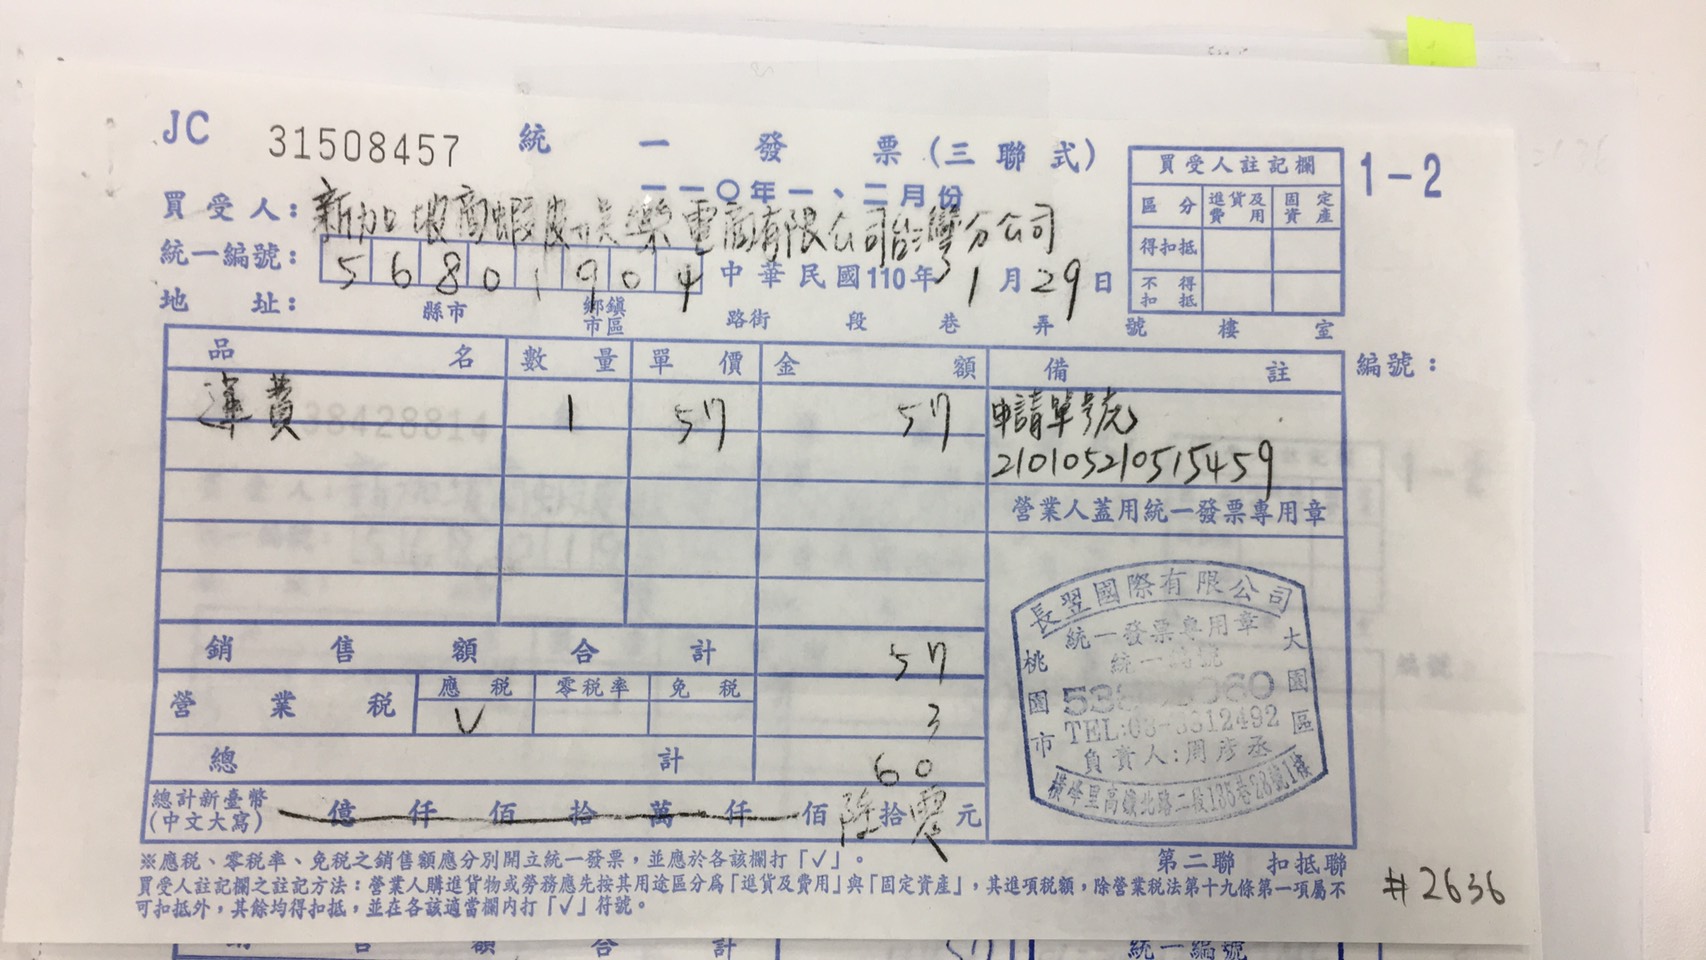 JC 31508457 統一發票(三聯式)
一一〇年一、二月份
買受人註記欄
區分 進貨及費用 固定資產
得扣抵
不得扣抵
1-2
買受人: 新加坡商蝦皮娛樂電商有限公司台灣分公司
統一編號: 56801904 中華民國110年1月29日
地址: 縣市 鄉鎮市區 路街 段 巷 弄 號 樓 室
品名 數量 單價 金額 備註 編號:
運費 1 57 57 申請單號
210105210515459
營業人蓋用統一發票專用章
銷售額合計 57
營業稅 應稅 零稅率 免稅
V 3
總計 60
總計新臺幣(中文大寫) 億仟佰拾萬仟佰陸拾零元
長翌國際有限公司
統一發票專用章
統一編號
TEL:03-3312492
負責人:周彥丞
桃園市
大園區
橫峰里高鐵北路二段135巷28號1樓
※應稅、零稅率、免稅之銷售額應分別開立統一發票,並應於各該欄打「✓」。
第二聯 扣抵聯
買受人註記欄之註記方法:營業人購進貨物或勞務應先按其用途區分為「進貨及費用」與「固定資產」,其進項稅額,除營業稅法第十九條第一項屬不
可扣抵外,其餘均得扣抵,並在各該適當欄內打「✓」符號。
#2636
銷售額合計 57 統一編號